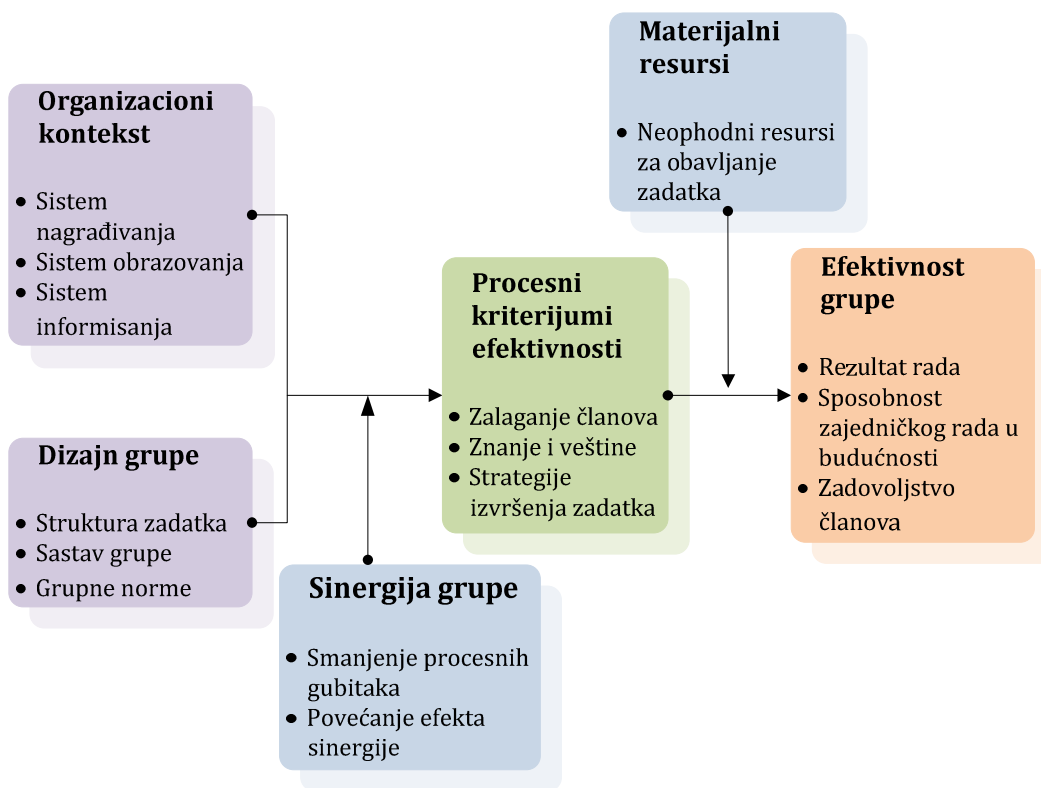 Organizacioni
kontekst
• Sistem
nagrađivanja
• Sistem obrazovanja
• Sistem
informisanja
Dizajn grupe
• Struktura zadatka
• Sastav grupe
• Grupne norme
Sinergija grupe
• Smanjenje procesnih
gubitaka
• Povećanje efekta
sinergije
Procesni
kriterijumi
efektivnosti
• Zalaganje članova
• Znanje i veštine
• Strategije
izvršenja zadatka
Materijalni
resursi
• Neophodni resursi
za obavljanje
zadatka
Efektivnost
grupe
• Rezultat rada
• Sposobnost
zajedničkog rada u
budućnosti
• Zadovoljstvo
članova